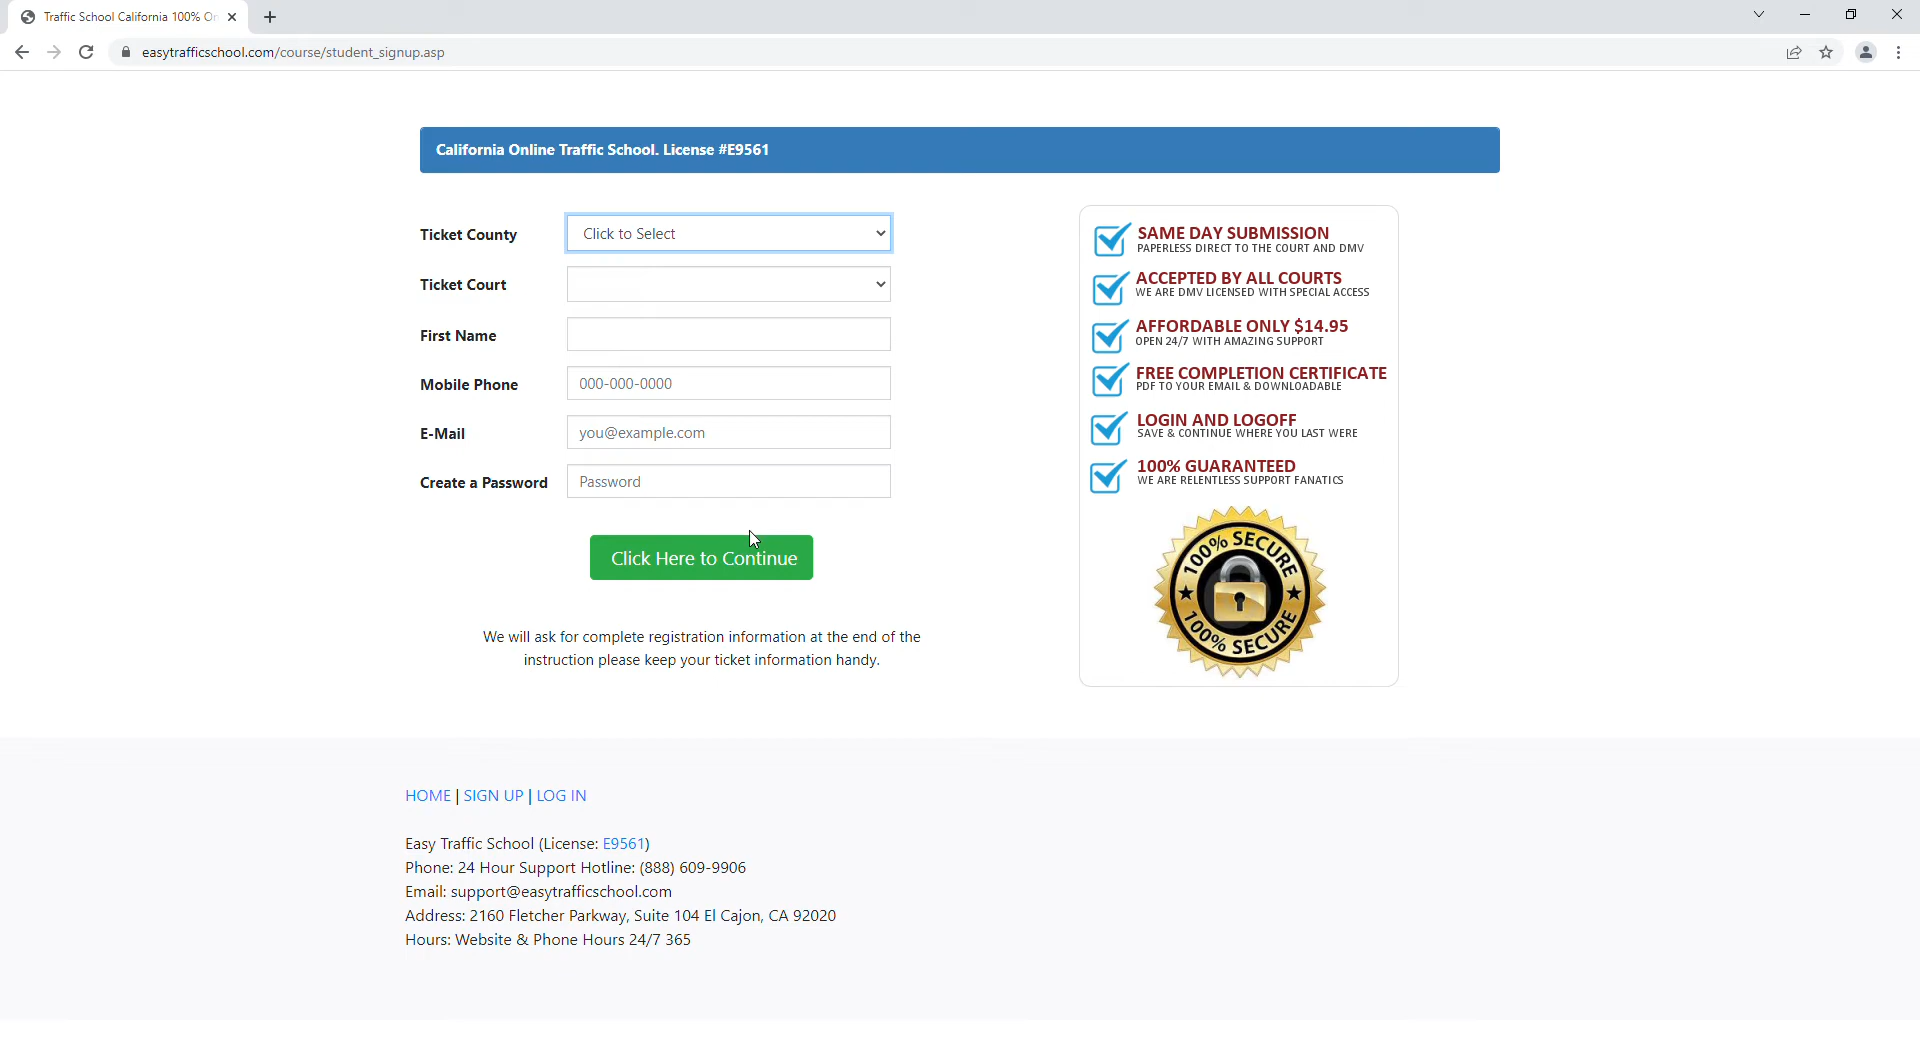 Traffic School California 100% On
easytrafficschool.com/course/student_signup.asp
California Online Traffic School. License #E9561
Ticket County
Click to Select
Ticket Court
First Name
Mobile Phone
000-000-0000
E-Mail
you@example.com
Create a Password
Password
Click Here to Continue
We will ask for complete registration information at the end of the
instruction please keep your ticket information handy.
SAME DAY SUBMISSION
PAPERLESS DIRECT TO THE COURT AND DMV
ACCEPTED BY ALL COURTS
WE ARE DMV LICENSED WITH SPECIAL ACCESS
AFFORDABLE ONLY $14.95
OPEN 24/7 WITH AMAZING SUPPORT
FREE COMPLETION CERTIFICATE
PDF TO YOUR EMAIL & DOWNLOADABLE
LOGIN AND LOGOFF
SAVE & CONTINUE WHERE YOU LAST WERE
100% GUARANTEED
WE ARE RELENTLESS SUPPORT FANATICS
100% SECURE
100% SECURE
HOME | SIGN UP | LOG IN
Easy Traffic School (License: E9561)
Phone: 24 Hour Support Hotline: (888) 609-9906
Email: support@easytrafficschool.com
Address: 2160 Fletcher Parkway, Suite 104 El Cajon, CA 92020
Hours: Website & Phone Hours 24/7 365